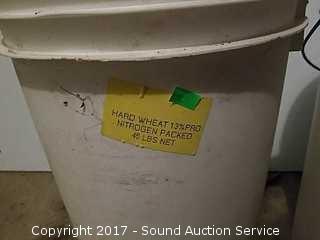 HARD WHEAT 13%PRO
NITROGEN PACKED
45 LBS NET
Copyright 2017 - Sound Auction Service